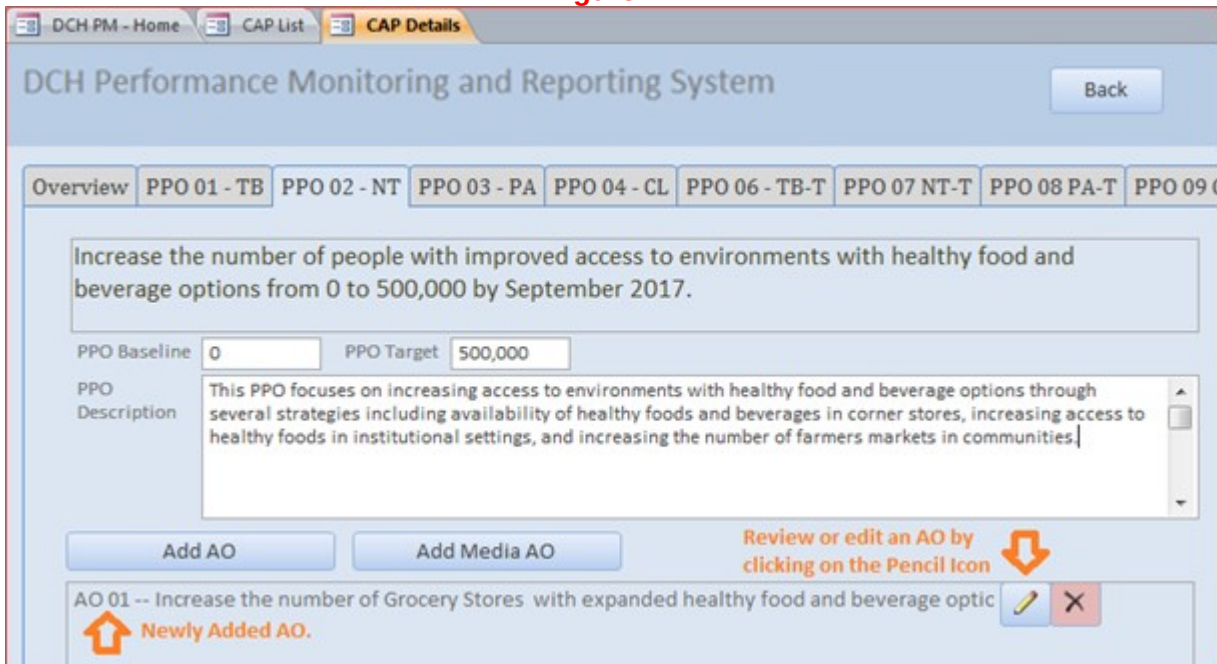 DCH PM - Home CAP List CAP Details
DCH Performance Monitoring and Reporting System Back
Overview PPO 01 - TB PPO 02 - NT PPO 03 - PA PPO 04 - CL PPO 06 - TB-T PPO 07 NT-T PPO 08 PA-T PPO 09
Increase the number of people with improved access to environments with healthy food and
beverage options from 0 to 500,000 by September 2017.
PPO Baseline 0 PPO Target 500,000
PPO
Description
This PPO focuses on increasing access to environments with healthy food and beverage options through
several strategies including availability of healthy foods and beverages in corner stores, increasing access to
healthy foods in institutional settings, and increasing the number of farmers markets in communities.
Add AO Add Media AO
Review or edit an AO by
clicking on the Pencil Icon
AO 01 -- Increase the number of Grocery Stores with expanded healthy food and beverage optic
Newly Added AO.